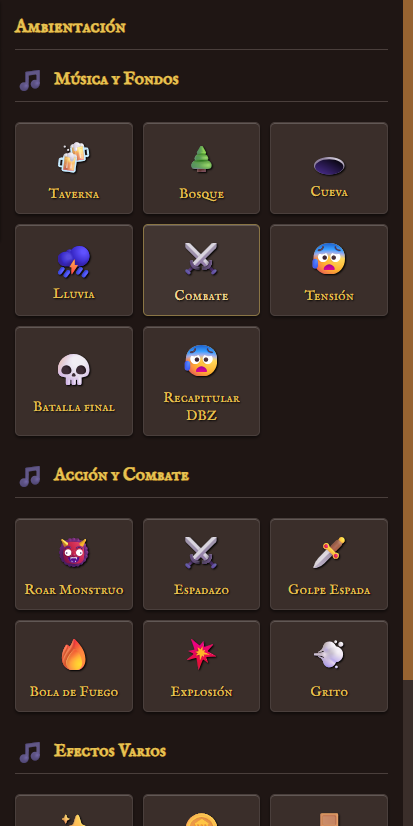 Ambientación
Música y Fondos
Taverna
Bosque
Cueva
Lluvia
Combate
Tensión
Batalla final
Recapitular
DBZ
Acción y Combate
Roar Monstruo
Espadazo
Golpe Espada
Bola de Fuego
Explosión
Grito
Efectos Varios